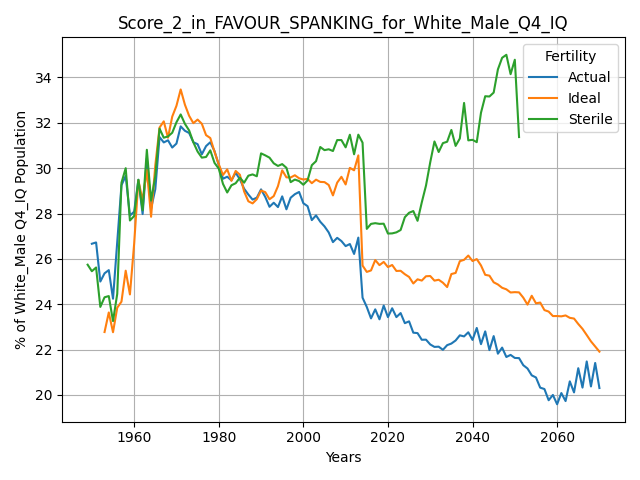 Score_2_in_FAVOUR_SPANKING_for_White_Male_Q4_IQ
Fertility
Actual
Ideal
Sterile
% of White_Male Q4_IQ Population
34
32
30
28
26
24
22
20
1960
1980
2000
2020
2040
2060
Years